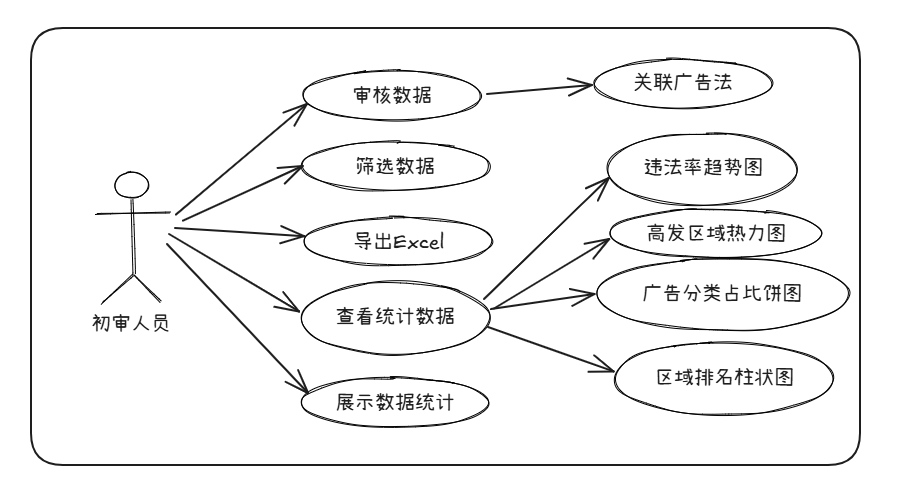 审核数据
关联广告法
筛选数据
违法率趋势图
导出Excel
高发区域热力图
广告分类占比饼图
初审人员
查看统计数据
区域排名柱状图
展示数据统计